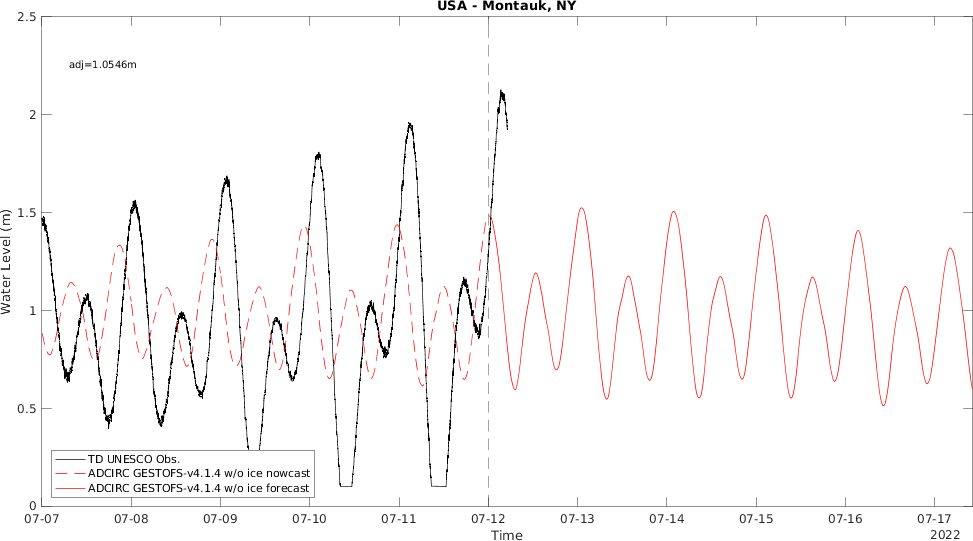 USA - Montauk, NY
adj=1.0546m
Water Level (m)
2.5
2
1.5
1
0.5
0
TD UNESCO Obs.
ADCIRC GESTOFS-v4.1.4 w/o ice nowcast
ADCIRC GESTOFS-v4.1.4 w/o ice forecast
07-07 07-08 07-09 07-10 07-11 07-12 07-13 07-14 07-15 07-16 07-17
Time
2022